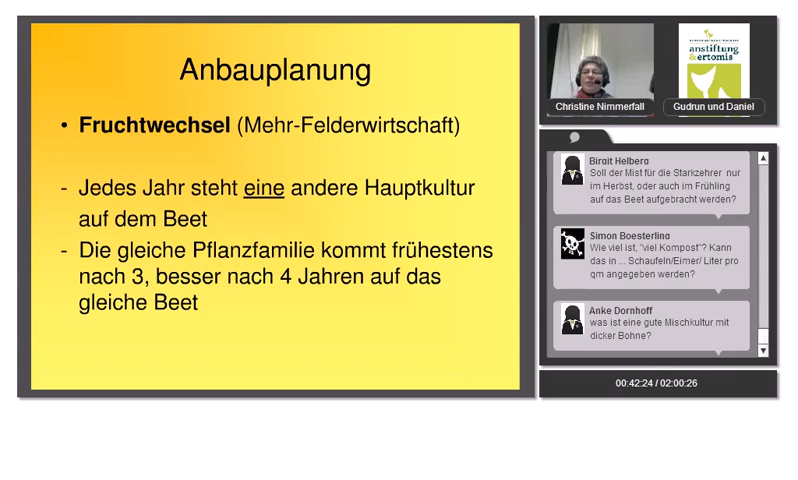 Anbauplanung
• Fruchtwechsel (Mehr-Felderwirtschaft)
- Jedes Jahr steht eine andere Hauptkultur
auf dem Beet
- Die gleiche Pflanzfamilie kommt frühestens
nach 3, besser nach 4 Jahren auf das
gleiche Beet
Christine Nimmerfall
anstiftung
&ertomis
Gudrun und Daniel
Birgit Helberg
Soll der Mist für die Starkzehrer nur
im Herbst, oder auch im Frühling
auf das Beet aufgebracht werden?
Simon Boesterling
Wie viel ist, "viel Kompost"? Kann
das in ... Schaufeln/Eimer/ Liter pro
qm angegeben werden?
Anke Dornhoff
was ist eine gute Mischkultur mit
dicker Bohne?
00:42:24 / 02:00:26